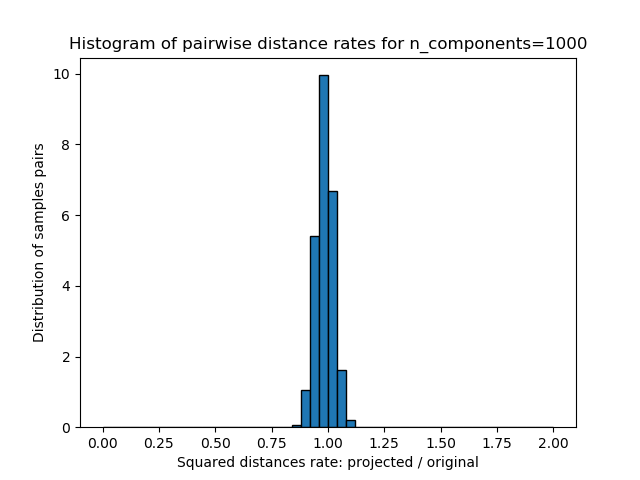 Histogram of pairwise distance rates for n_components=1000
Distribution of samples pairs
10
8
6
4
2
0
0.00 0.25 0.50 0.75 1.00 1.25 1.50 1.75 2.00
Squared distances rate: projected / original